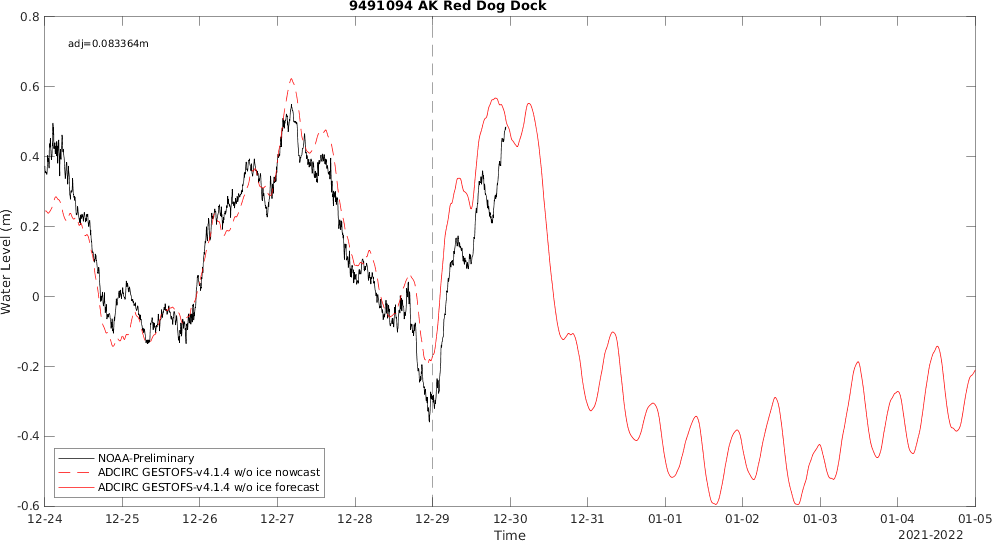 9491094 AK Red Dog Dock
adj=0.083364m
0.8
0.6
0.4
0.2
0
-0.2
-0.4
-0.6
Water Level (m)
NOAA-Preliminary
ADCIRC GESTOFS-v4.1.4 w/o ice nowcast
ADCIRC GESTOFS-v4.1.4 w/o ice forecast
12-24 12-25 12-26 12-27 12-28 12-29 12-30 12-31 01-01 01-02 01-03 01-04 01-05
Time
2021-2022